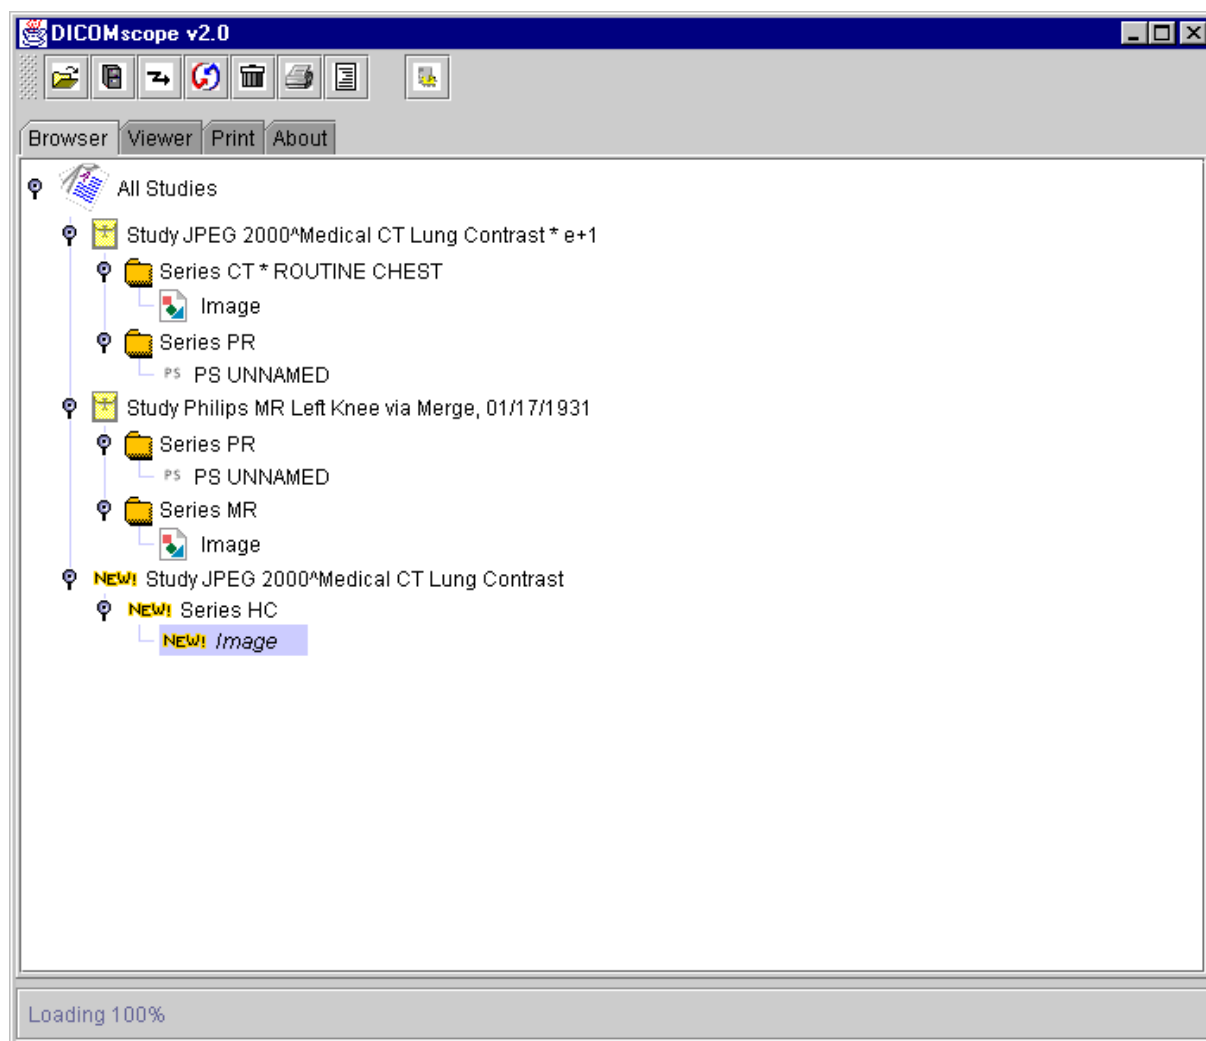 DICOMscope v2.0
Browser Viewer Print About
All Studies
Study JPEG 2000^Medical CT Lung Contrast * e+1
Series CT * ROUTINE CHEST
Image
Series PR
PS PS UNNAMED
Study Philips MR Left Knee via Merge, 01/17/1931
Series PR
PS PS UNNAMED
Series MR
Image
NEW! Study JPEG 2000^Medical CT Lung Contrast
NEW! Series HC
NEW! Image
Loading 100%